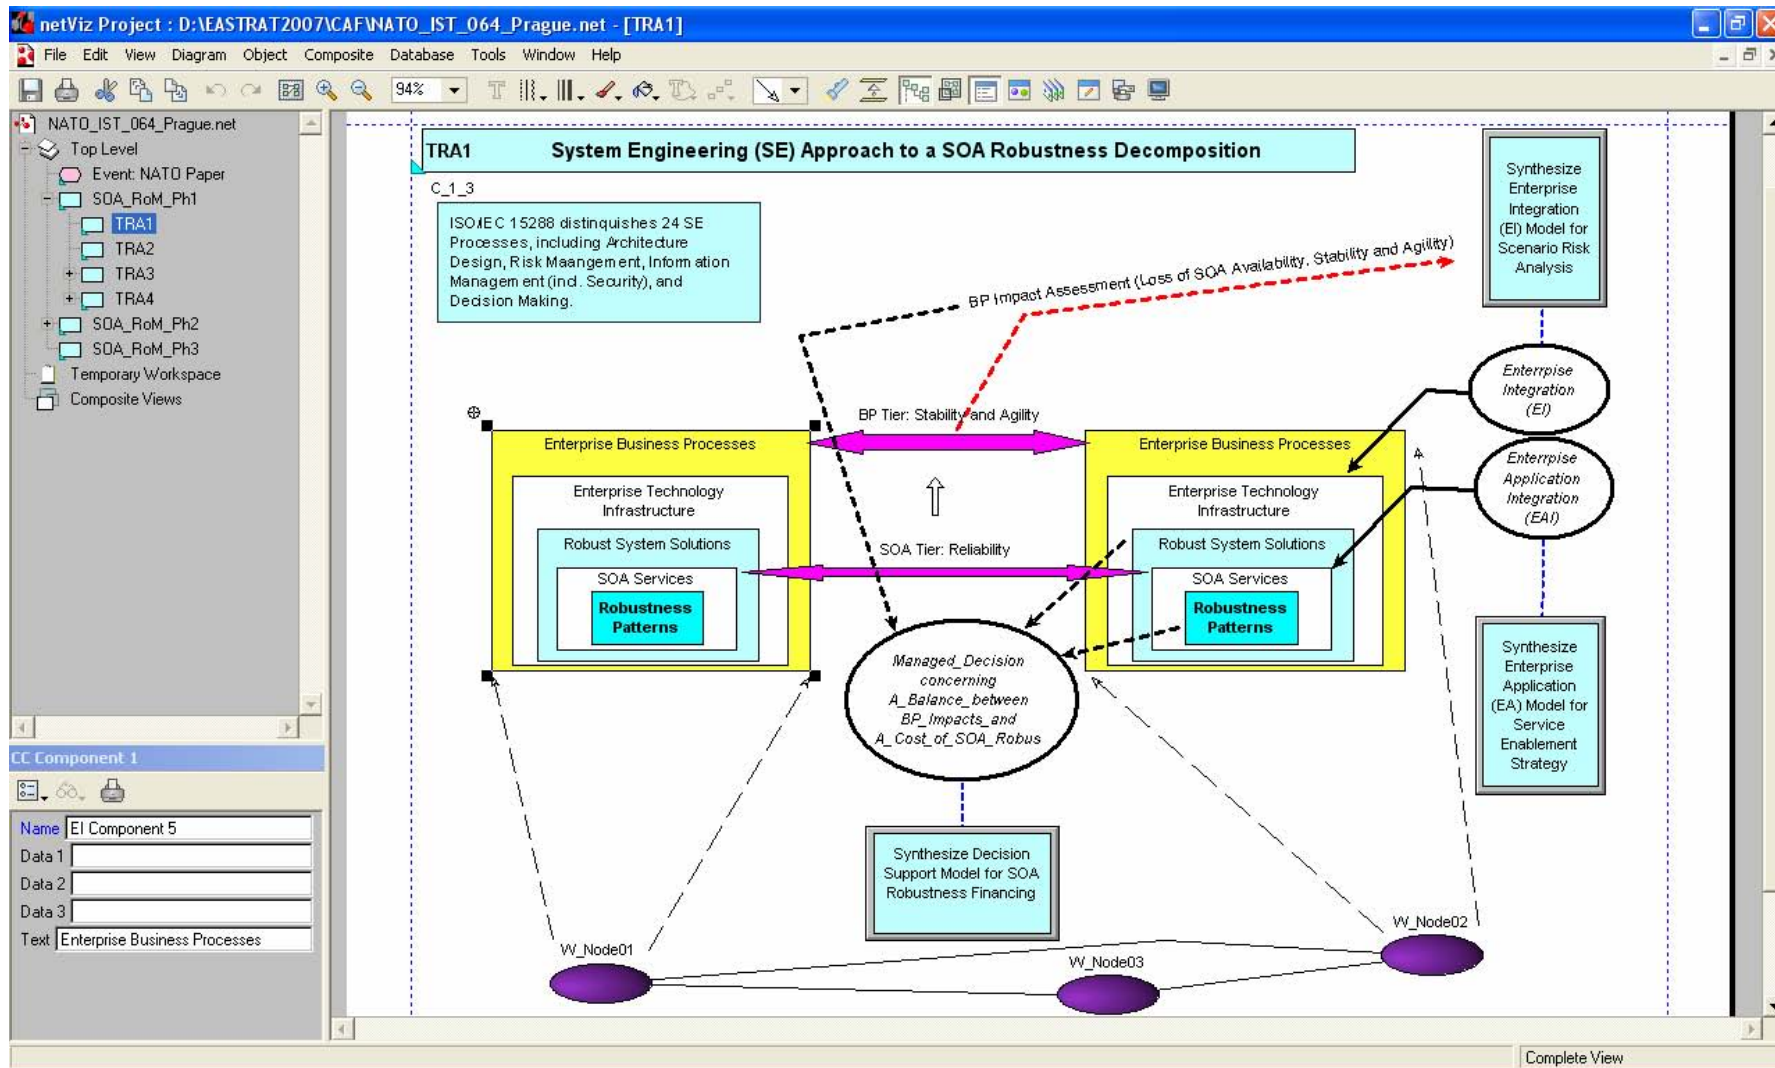 netViz Project : D:\EASTRAT2007\CAF\NATO_IST_064_Prague.net - [TRA1]
File Edit View Diagram Object Composite Database Tools Window Help
94%
NATO_IST_064_Prague.net
Top Level
Event: NATO Paper
SOA_RoM_Ph1
TRA1
TRA2
TRA3
TRA4
SOA_RoM_Ph2
SOA_RoM_Ph3
Temporary Workspace
Composite Views
CC Component 1
Name EI Component 5
Data 1
Data 2
Data 3
Text Enterprise Business Processes
TRA1 System Engineering (SE) Approach to a SOA Robustness Decomposition
C_1_3
ISO/IEC 15288 distinquishes 24 SE
Processes, including Architecture
Design, Risk Maangement, Information
Management (incl. Security), and
Decision Making.
BP Impact Assessment (Loss of SOA Availability, Stability and Agillity)
Synthesize
Enterprise
Integration
(EI) Model for
Scenario Risk
Analysis
Enterrpise
Integration
(EI)
Enterrpise
Application
Integration
(EAI)
Synthesize
Enterprise
Application
(EA) Model for
Service
Enablement
Strategy
BP Tier: Stability and Agility
SOA Tier: Reliability
Enterprise Business Processes
Enterprise Technology
Infrastructure
Robust System Solutions
SOA Services
Robustness
Patterns
Enterprise Business Processes
Enterprise Technology
Infrastructure
Robust System Solutions
SOA Services
Robustness
Patterns
Managed_Decision
concerning
A_Balance_between
BP_Impacts_and
A_Cost_of_SOA_Robus
Synthesize Decision
Support Model for SOA
Robustness Financing
W_Node01
W_Node03
W_Node02
Complete View